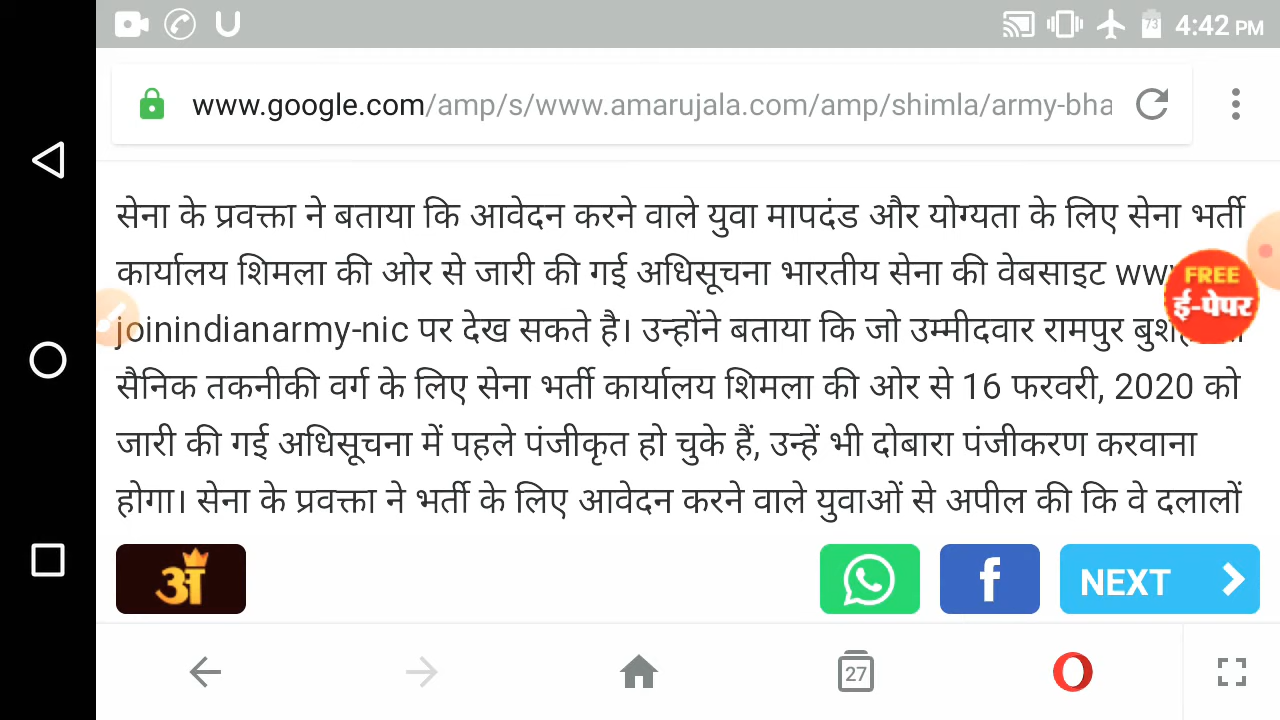 73 4:42 PM
www.google.com/amp/s/www.amarujala.com/amp/shimla/army-bha
सेना के प्रवक्ता ने बताया कि आवेदन करने वाले युवा मापदंड और योग्यता के लिए सेना भर्ती
कार्यालय शिमला की ओर से जारी की गई अधिसूचना भारतीय सेना की वेबसाइट
FREE
ई-पेपर
joinindianarmy-nic पर देख सकते है। उन्होंने बताया कि जो उम्मीदवार रामपुर
सैनिक तकनीकी वर्ग के लिए सेना भर्ती कार्यालय शिमला की ओर से 16 फरवरी, 2020 को
जारी की गई अधिसूचना में पहले पंजीकृत हो चुके हैं, उन्हें भी दोबारा पंजीकरण करवाना
होगा। सेना के प्रवक्ता ने भर्ती के लिए आवेदन करने वाले युवाओं से अपील की कि वे दलालों
अ
f
NEXT
27